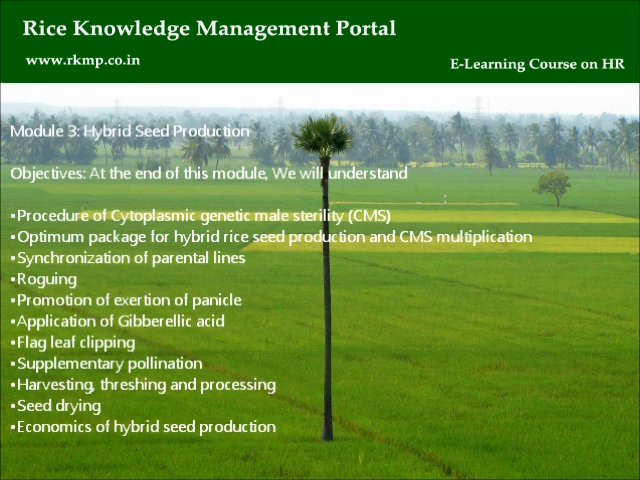 Rice Knowledge Management Portal
www.rkmp.co.in
E-Learning Course on HR
Module 3: Hybrid Seed Production
Objectives: At the end of this module, We will understand
•Procedure of Cytoplasmic genetic male sterility (CMS)
•Optimum package for hybrid rice seed production and CMS multiplication
•Synchronization of parental lines
•Roguing
•Promotion of exertion of panicle
•Application of Gibberellic acid
•Flag leaf clipping
•Supplementary pollination
•Harvesting, threshing and processing
•Seed drying
•Economics of hybrid seed production